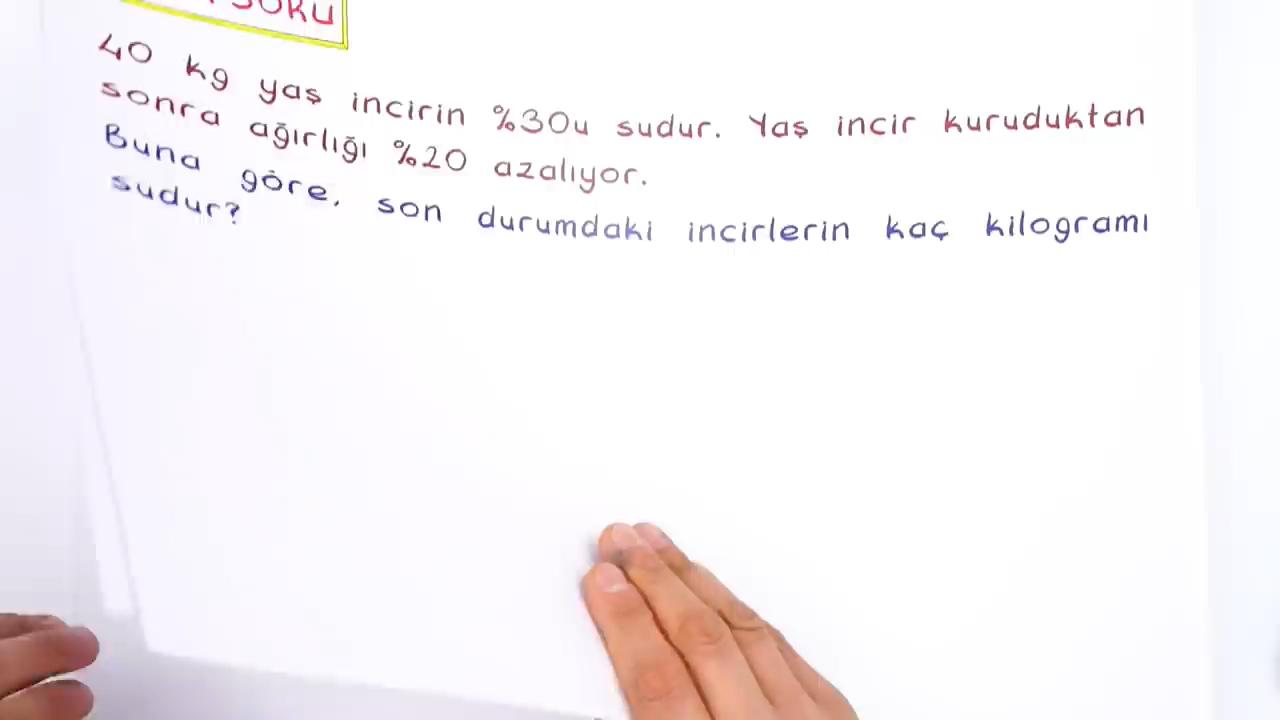 40 kg yaş incirin %30u sudur. Yaş incir kuruduktan
sonra ağırlığı %20 azalıyor.
Buna göre, son durumdaki incirlerin kaç kilogramı
sudur?